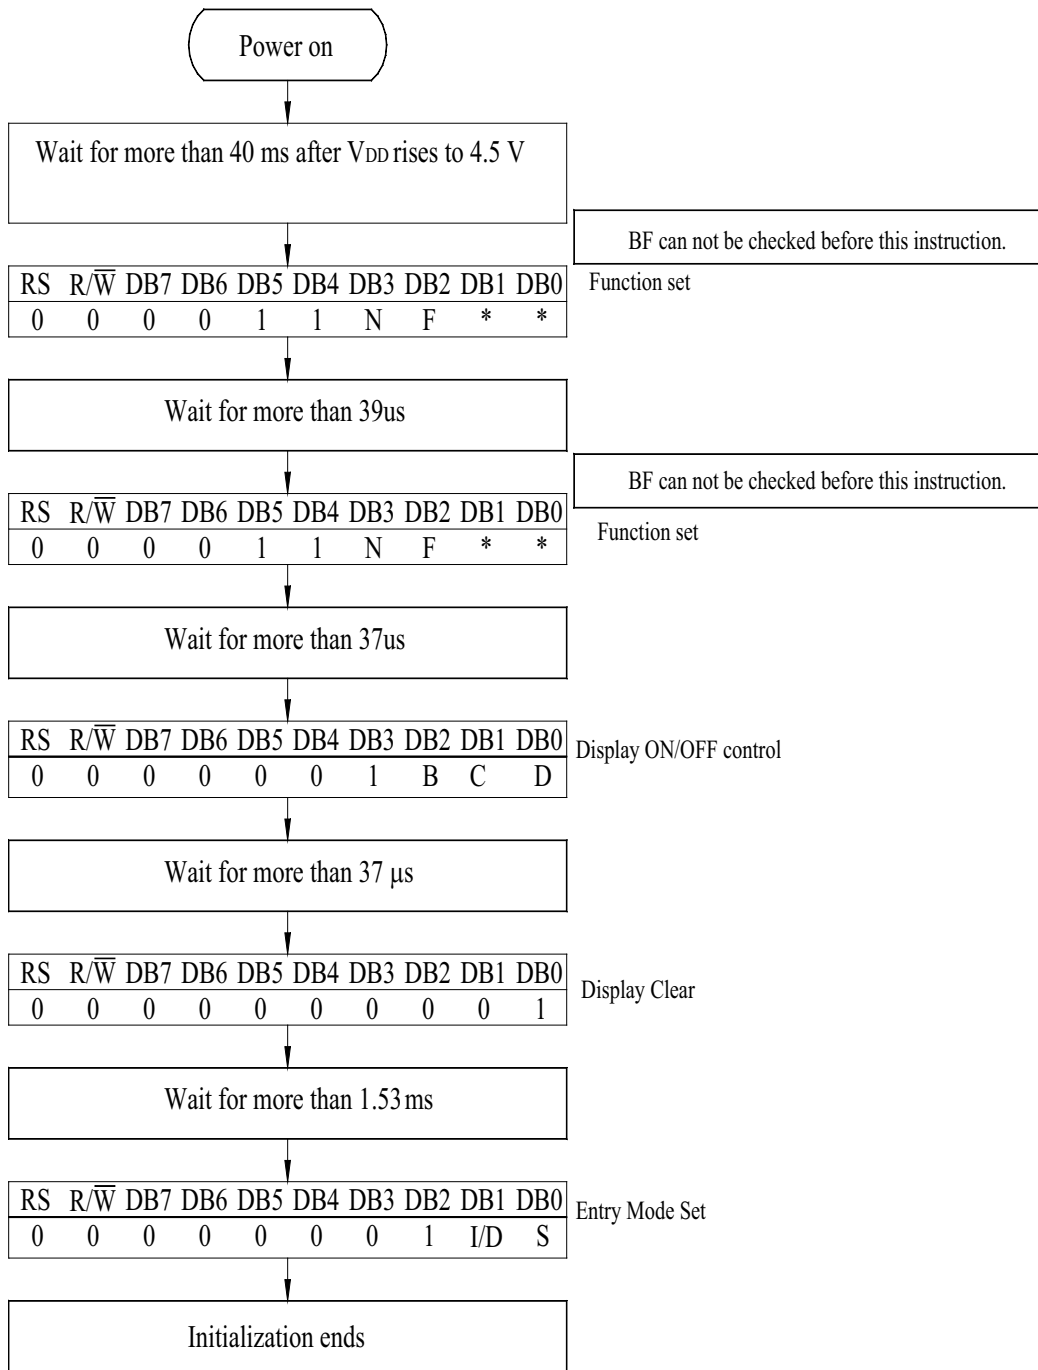 Power on
Wait for more than 40 ms after VDD rises to 4.5 V
BF can not be checked before this instruction.
RS R/W̅ DB7 DB6 DB5 DB4 DB3 DB2 DB1 DB0
Function set
0 0 0 0 1 1 N F * *
Wait for more than 39us
BF can not be checked before this instruction.
RS R/W̅ DB7 DB6 DB5 DB4 DB3 DB2 DB1 DB0
Function set
0 0 0 0 1 1 N F * *
Wait for more than 37us
RS R/W̅ DB7 DB6 DB5 DB4 DB3 DB2 DB1 DB0
Display ON/OFF control
0 0 0 0 0 0 1 B C D
Wait for more than 37 μs
RS R/W̅ DB7 DB6 DB5 DB4 DB3 DB2 DB1 DB0
Display Clear
0 0 0 0 0 0 0 0 0 1
Wait for more than 1.53ms
RS R/W̅ DB7 DB6 DB5 DB4 DB3 DB2 DB1 DB0
Entry Mode Set
0 0 0 0 0 0 0 1 I/D S
Initialization ends